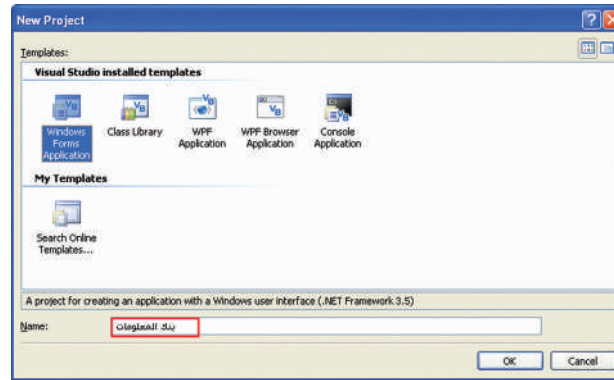 New Project
Templates:
Visual Studio installed templates
Windows Forms Application
Class Library
WPF Application
WPF Browser Application
Console Application
My Templates
Search Online Templates...
A project for creating an application with a Windows user interface (.NET Framework 3.5)
Name:
بنك المعلومات
OK
Cancel